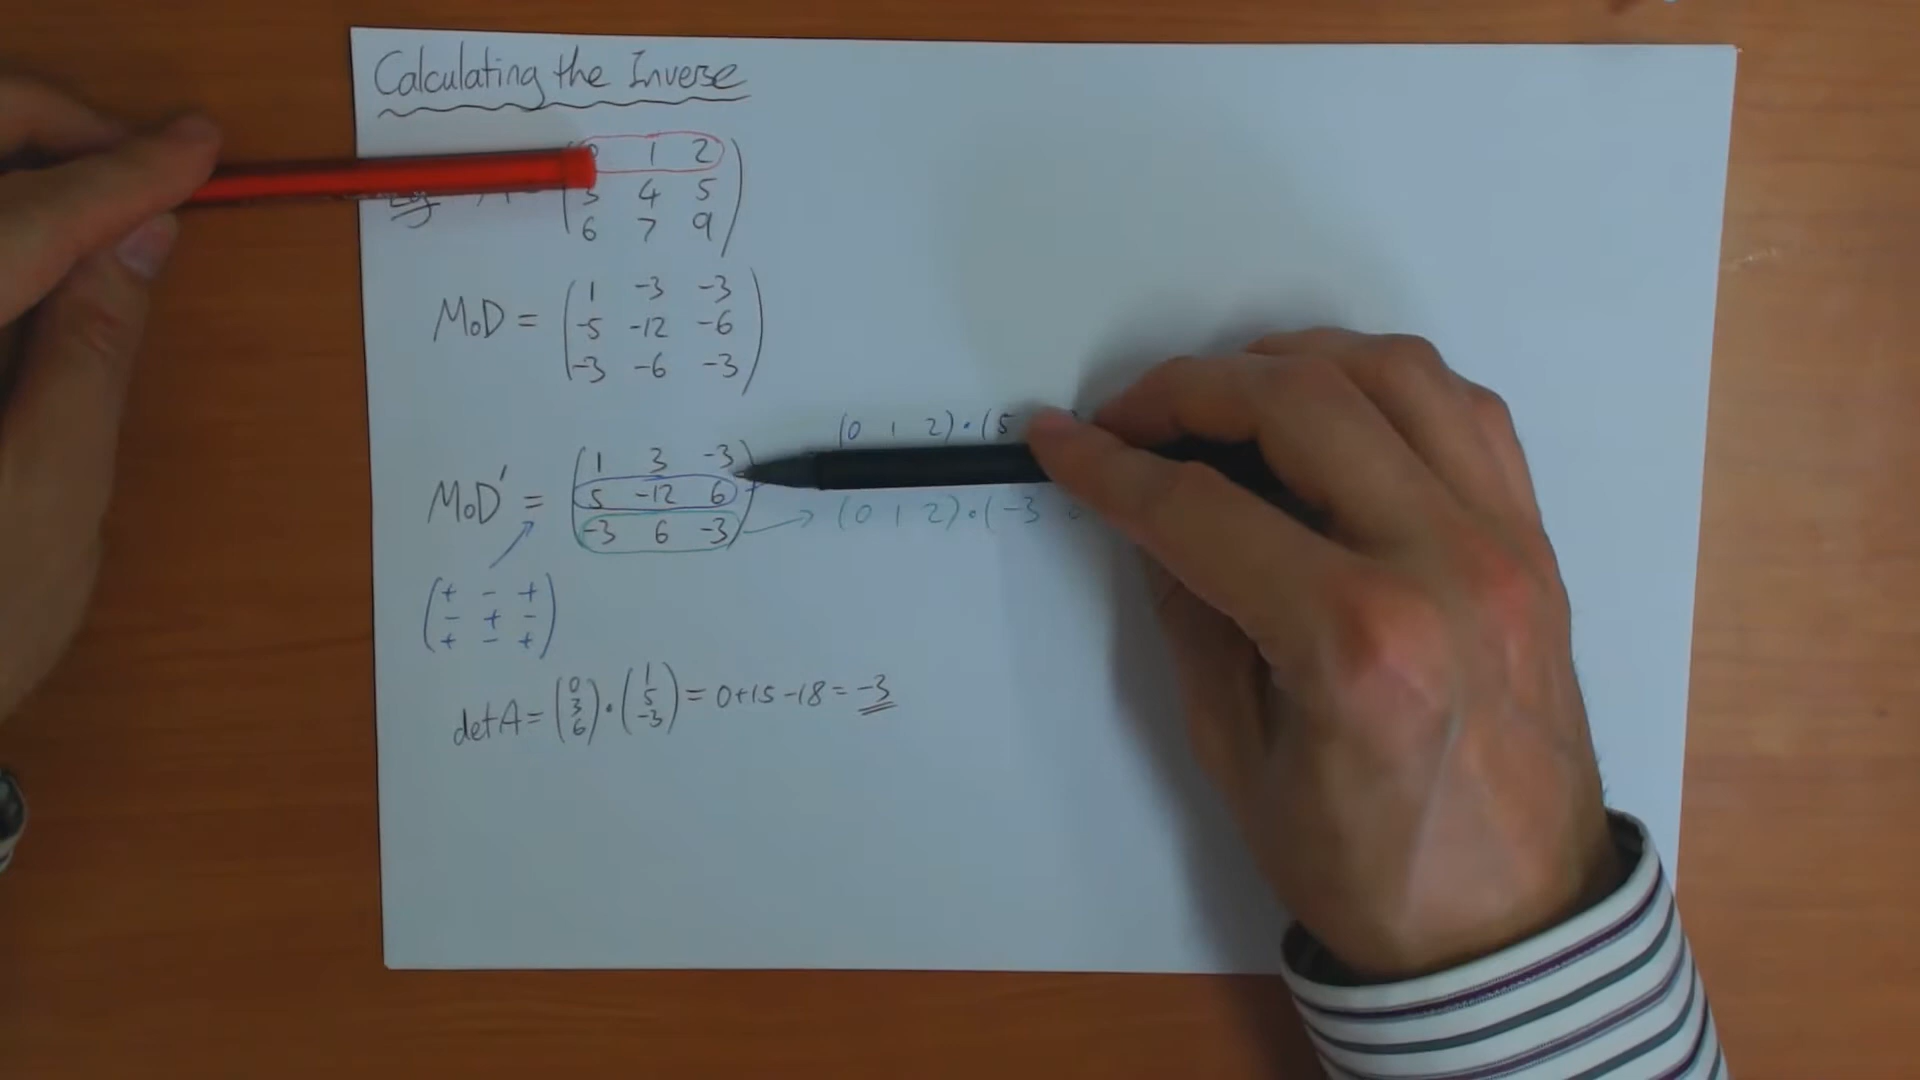 Calculating the Inverse
Eg
1 2
3 4 5
6 7 9
MoD = 1 -3 -3
-5 -12 -6
-3 -6 -3
MoD' = 1 3 -3
5 -12 6
-3 6 -3
(0 1 2)·(5
(0 1 2)·(-3
+ - +
- + -
+ - +
detA = (0 3 6)·(1 5 -3) = 0+15-18 = -3